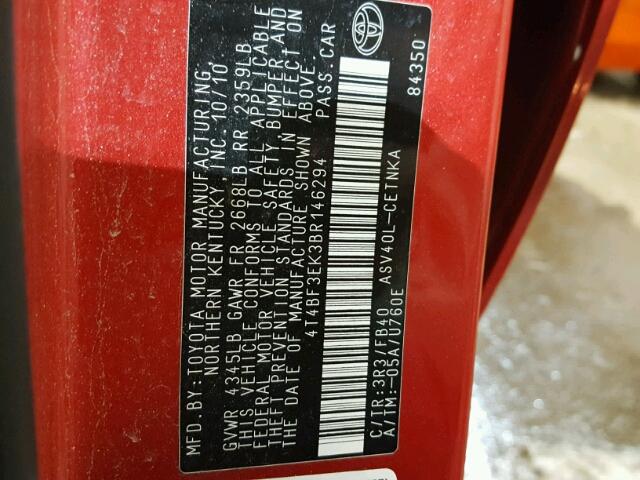 MFD. BY:TOYOTA MOTOR MANUFACTURING,
NORTHERN KENTUCKY, INC. 10/10
GVWR 4345LB GAWR FR 2668LB RR 2359LB
THIS VEHICLE CONFORMS TO ALL APPLICABLE
FEDERAL MOTOR VEHICLE SAFETY, BUMPER AND
THEFT PREVENTION STANDARDS IN EFFECT ON
THE DATE OF MANUFACTURE SHOWN ABOVE.
4T4BF3EK3BR146294 PASS. CAR
C/TR:3R3/FB40 ASV40L-CETNKA
A/TM:-05A/U760E
84350